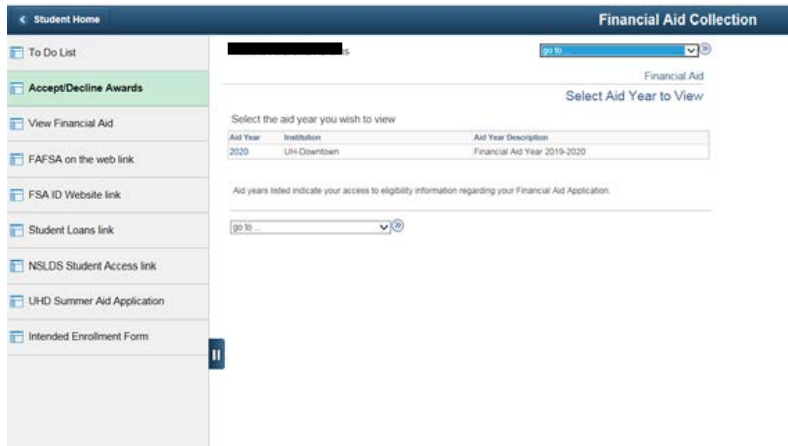 Student Home
Financial Aid Collection
To Do List
Accept/Decline Awards
View Financial Aid
FAFSA on the web link
FSA ID Website link
Student Loans link
NSLDS Student Access link
UHD Summer Aid Application
Intended Enrollment Form
go to ...
Financial Aid
Select Aid Year to View
Select the aid year you wish to view
Aid Year Institution Aid Year Description
2020 UH-Downtown Financial Aid Year 2019-2020
Aid years listed indicate your access to eligibility information regarding your Financial Aid Application.
go to ...